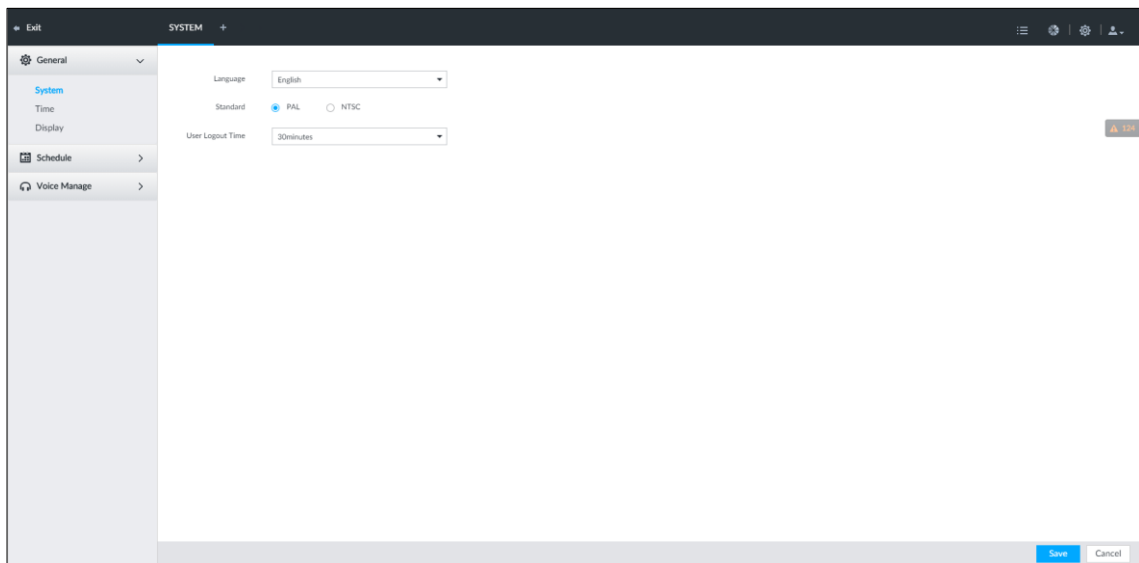 Exit
SYSTEM +
General
System
Time
Display
Schedule
Voice Manage
Language English
Standard PAL NTSC
User Logout Time 30minutes
124
Save Cancel